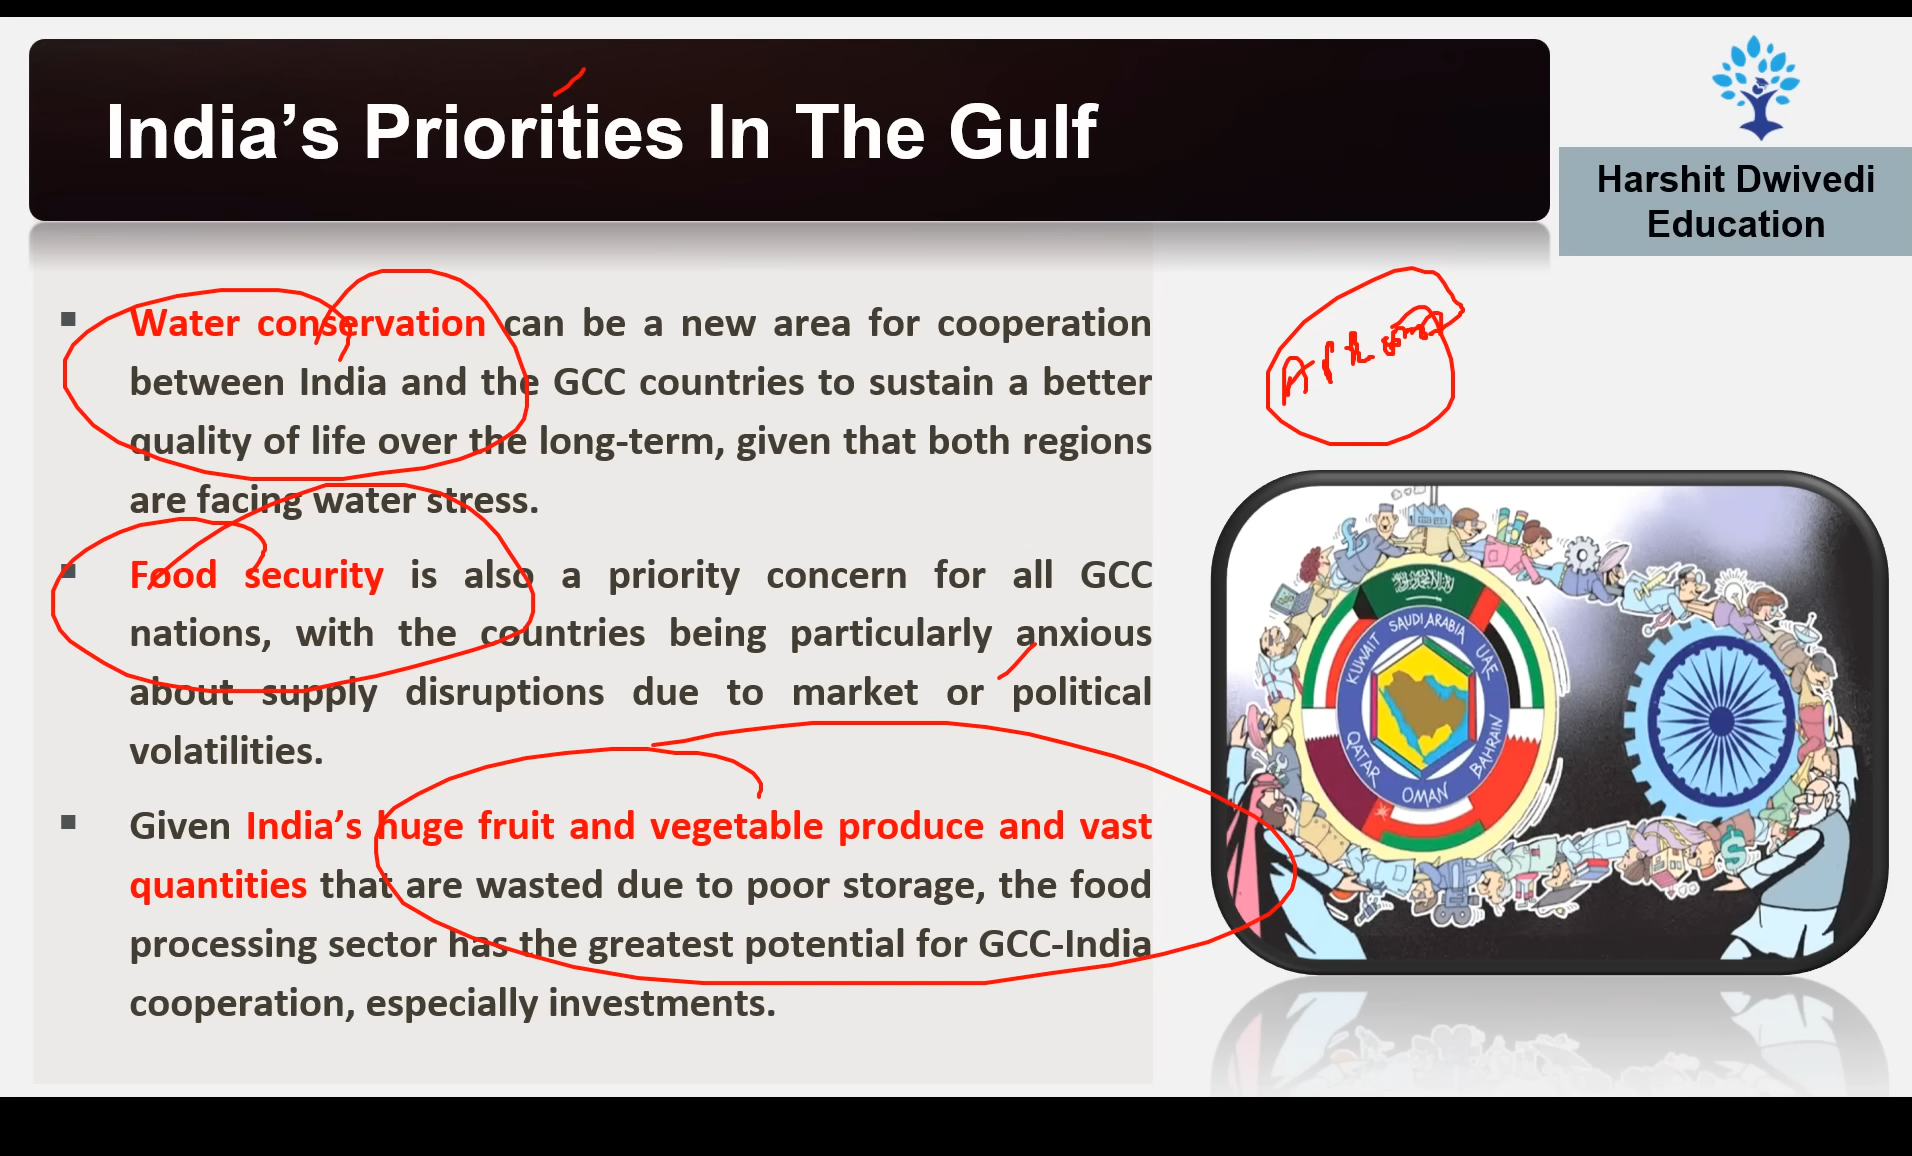 India’s Priorities In The Gulf
Harshit Dwivedi
Education
▪ Water conservation can be a new area for cooperation
between India and the GCC countries to sustain a better
quality of life over the long-term, given that both regions
are facing water stress.
▪ Food security is also a priority concern for all GCC
nations, with the countries being particularly anxious
about supply disruptions due to market or political
volatilities.
▪ Given India’s huge fruit and vegetable produce and vast
quantities that are wasted due to poor storage, the food
processing sector has the greatest potential for GCC-India
cooperation, especially investments.
SAUDI ARABIA
KUWAIT
UAE
QATAR
BAHRAIN
OMAN